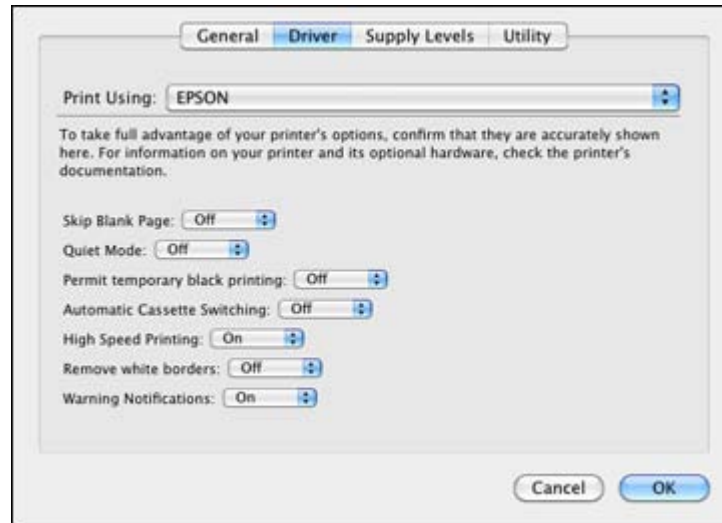 General Driver Supply Levels Utility
Print Using: EPSON
To take full advantage of your printer's options, confirm that they are accurately shown
here. For information on your printer and its optional hardware, check the printer's
documentation.
Skip Blank Page: Off
Quiet Mode: Off
Permit temporary black printing: Off
Automatic Cassette Switching: Off
High Speed Printing: On
Remove white borders: Off
Warning Notifications: On
Cancel OK